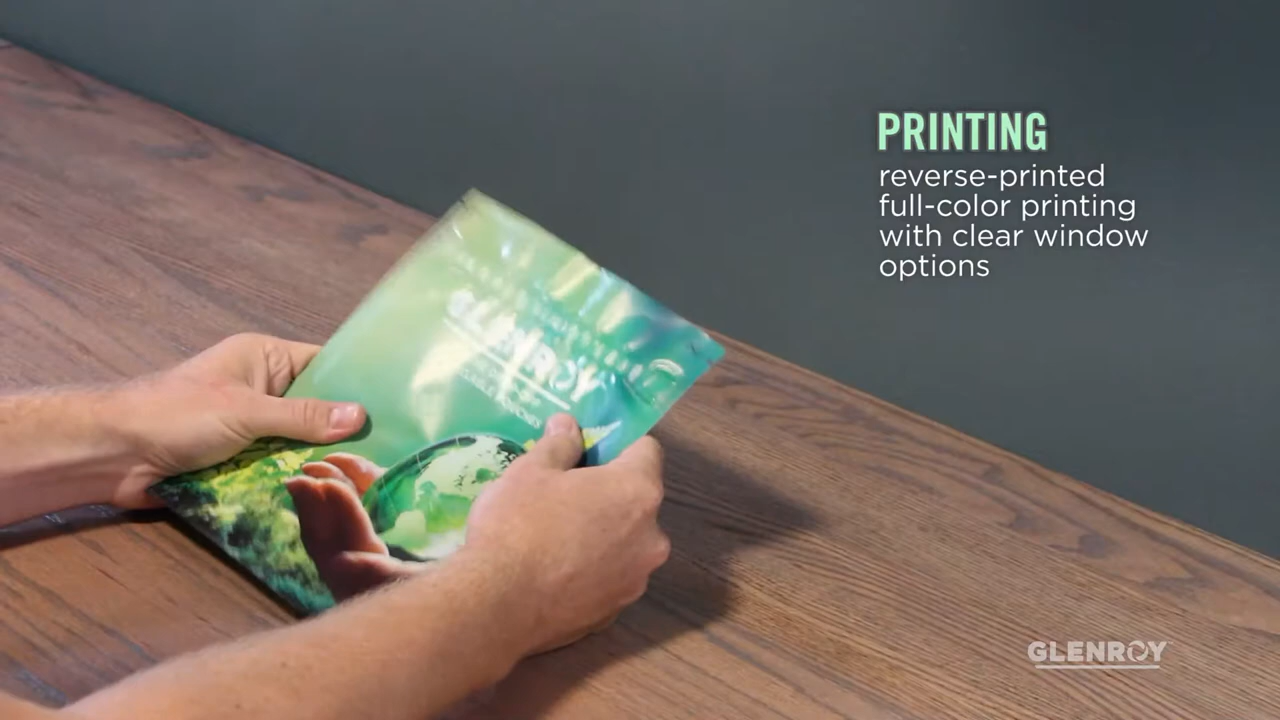 PRINTING
reverse-printed
full-color printing
with clear window
options
GLENROY
GLENROY